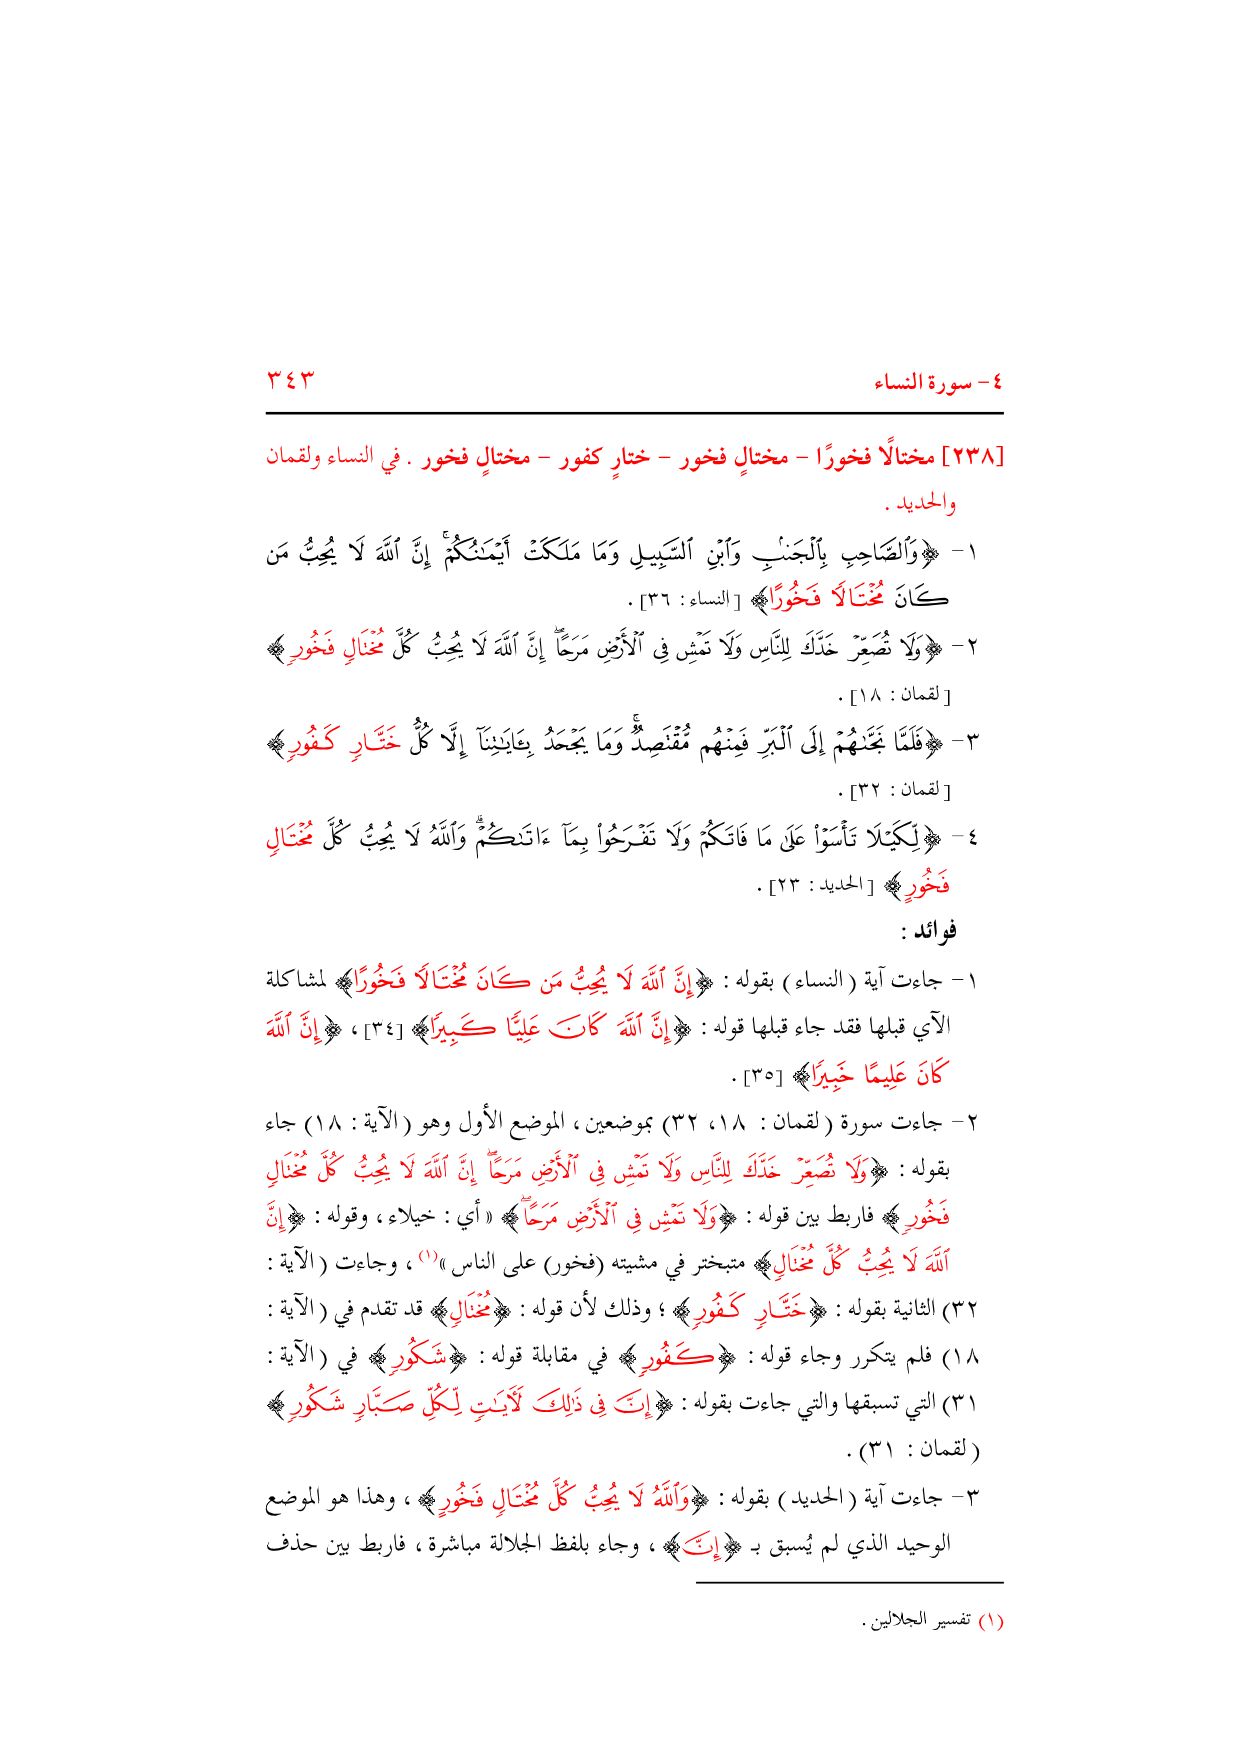 ٤- سورة النساء ٣٤٣
[٢٣٨] مختالًا فخورًا – مختالٍ فخور – ختارٍ كفور – مختالٍ فخور . في النساء ولقمان
والحديد .
١- ﴿وَٱلصَّاحِبِ بِٱلْجَنۢبِ وَٱبْنِ ٱلسَّبِيلِ وَمَا مَلَكَتْ أَيْمَٰنُكُمْ ۚ إِنَّ ٱللَّهَ لَا يُحِبُّ مَن
كَانَ مُخْتَالًا فَخُورًا﴾ [النساء : ٣٦] .
٢- ﴿وَلَا تُصَعِّرْ خَدَّكَ لِلنَّاسِ وَلَا تَمْشِ فِى ٱلْأَرْضِ مَرَحًا ۖ إِنَّ ٱللَّهَ لَا يُحِبُّ كُلَّ مُخْتَالٍ فَخُورٍ﴾
[لقمان : ١٨] .
٣- ﴿فَلَمَّا نَجَّىٰهُمْ إِلَى ٱلْبَرِّ فَمِنْهُم مُّقْتَصِدٌ ۚ وَمَا يَجْحَدُ بِـَٔايَٰتِنَآ إِلَّا كُلُّ خَتَّارٍ كَفُورٍ﴾
[لقمان : ٣٢] .
٤- ﴿لِّكَيْلَا تَأْسَوْا۟ عَلَىٰ مَا فَاتَكُمْ وَلَا تَفْرَحُوا۟ بِمَآ ءَاتَىٰكُمْ ۗ وَٱللَّهُ لَا يُحِبُّ كُلَّ مُخْتَالٍ
فَخُورٍ﴾ [الحديد : ٢٣] .
فوائد :
١- جاءت آية (النساء) بقوله : ﴿إِنَّ ٱللَّهَ لَا يُحِبُّ مَن كَانَ مُخْتَالًا فَخُورًا﴾ لمشاكلة
الآي قبلها فقد جاء قبلها قوله : ﴿إِنَّ ٱللَّهَ كَانَ عَلِيًّا كَبِيرًا﴾ [٣٤] ، ﴿إِنَّ ٱللَّهَ
كَانَ عَلِيمًا خَبِيرًا﴾ [٣٥] .
٢- جاءت سورة (لقمان : ١٨، ٣٢) بموضعين ، الموضع الأول وهو (الآية : ١٨) جاء
بقوله : ﴿وَلَا تُصَعِّرْ خَدَّكَ لِلنَّاسِ وَلَا تَمْشِ فِى ٱلْأَرْضِ مَرَحًا ۖ إِنَّ ٱللَّهَ لَا يُحِبُّ كُلَّ مُخْتَالٍ
فَخُورٍ﴾ فاربط بين قوله : ﴿وَلَا تَمْشِ فِى ٱلْأَرْضِ مَرَحًا ۖ﴾ «أي : خيلاء ، وقوله : ﴿إِنَّ
ٱللَّهَ لَا يُحِبُّ كُلَّ مُخْتَالٍ﴾ متبختر في مشيته (فخور) على الناس»(١) ، وجاءت (الآية :
٣٢) الثانية بقوله : ﴿خَتَّارٍ كَفُورٍ﴾ ؛ وذلك لأن قوله : ﴿مُخْتَالٍ﴾ قد تقدم في (الآية :
١٨) فلم يتكرر وجاء قوله : ﴿كَفُورٍ﴾ في مقابلة قوله : ﴿شَكُورٍ﴾ في (الآية :
٣١) التي تسبقها والتي جاءت بقوله : ﴿إِنَّ فِى ذَٰلِكَ لَـَٔايَٰتٍ لِّكُلِّ صَبَّارٍ شَكُورٍ﴾
(لقمان : ٣١) .
٣- جاءت آية (الحديد) بقوله : ﴿وَٱللَّهُ لَا يُحِبُّ كُلَّ مُخْتَالٍ فَخُورٍ﴾ ، وهذا هو الموضع
الوحيد الذي لم يُسبق بـ ﴿إِنَّ﴾ ، وجاء بلفظ الجلالة مباشرة ، فاربط بين حذف
(١) تفسير الجلالين .